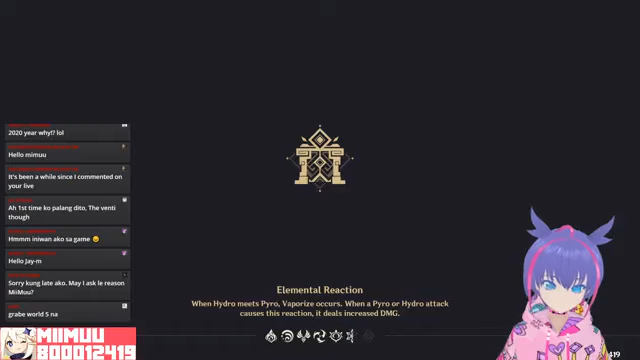 2020 year why!? lol
Hello mimuu
It's been a while since I commented on
your live
Ah 1st time ko palang dito, The venti
though
Hmmm iniwan ako sa game
Hello Jay-m
Sorry kung late ako. May I ask le reason
MiiMuu?
grabe world 5 na
MIIMUU
800012419
Elemental Reaction
When Hydro meets Pyro, Vaporize occurs. When a Pyro or Hydro attack
causes this reaction, it deals increased DMG.
419